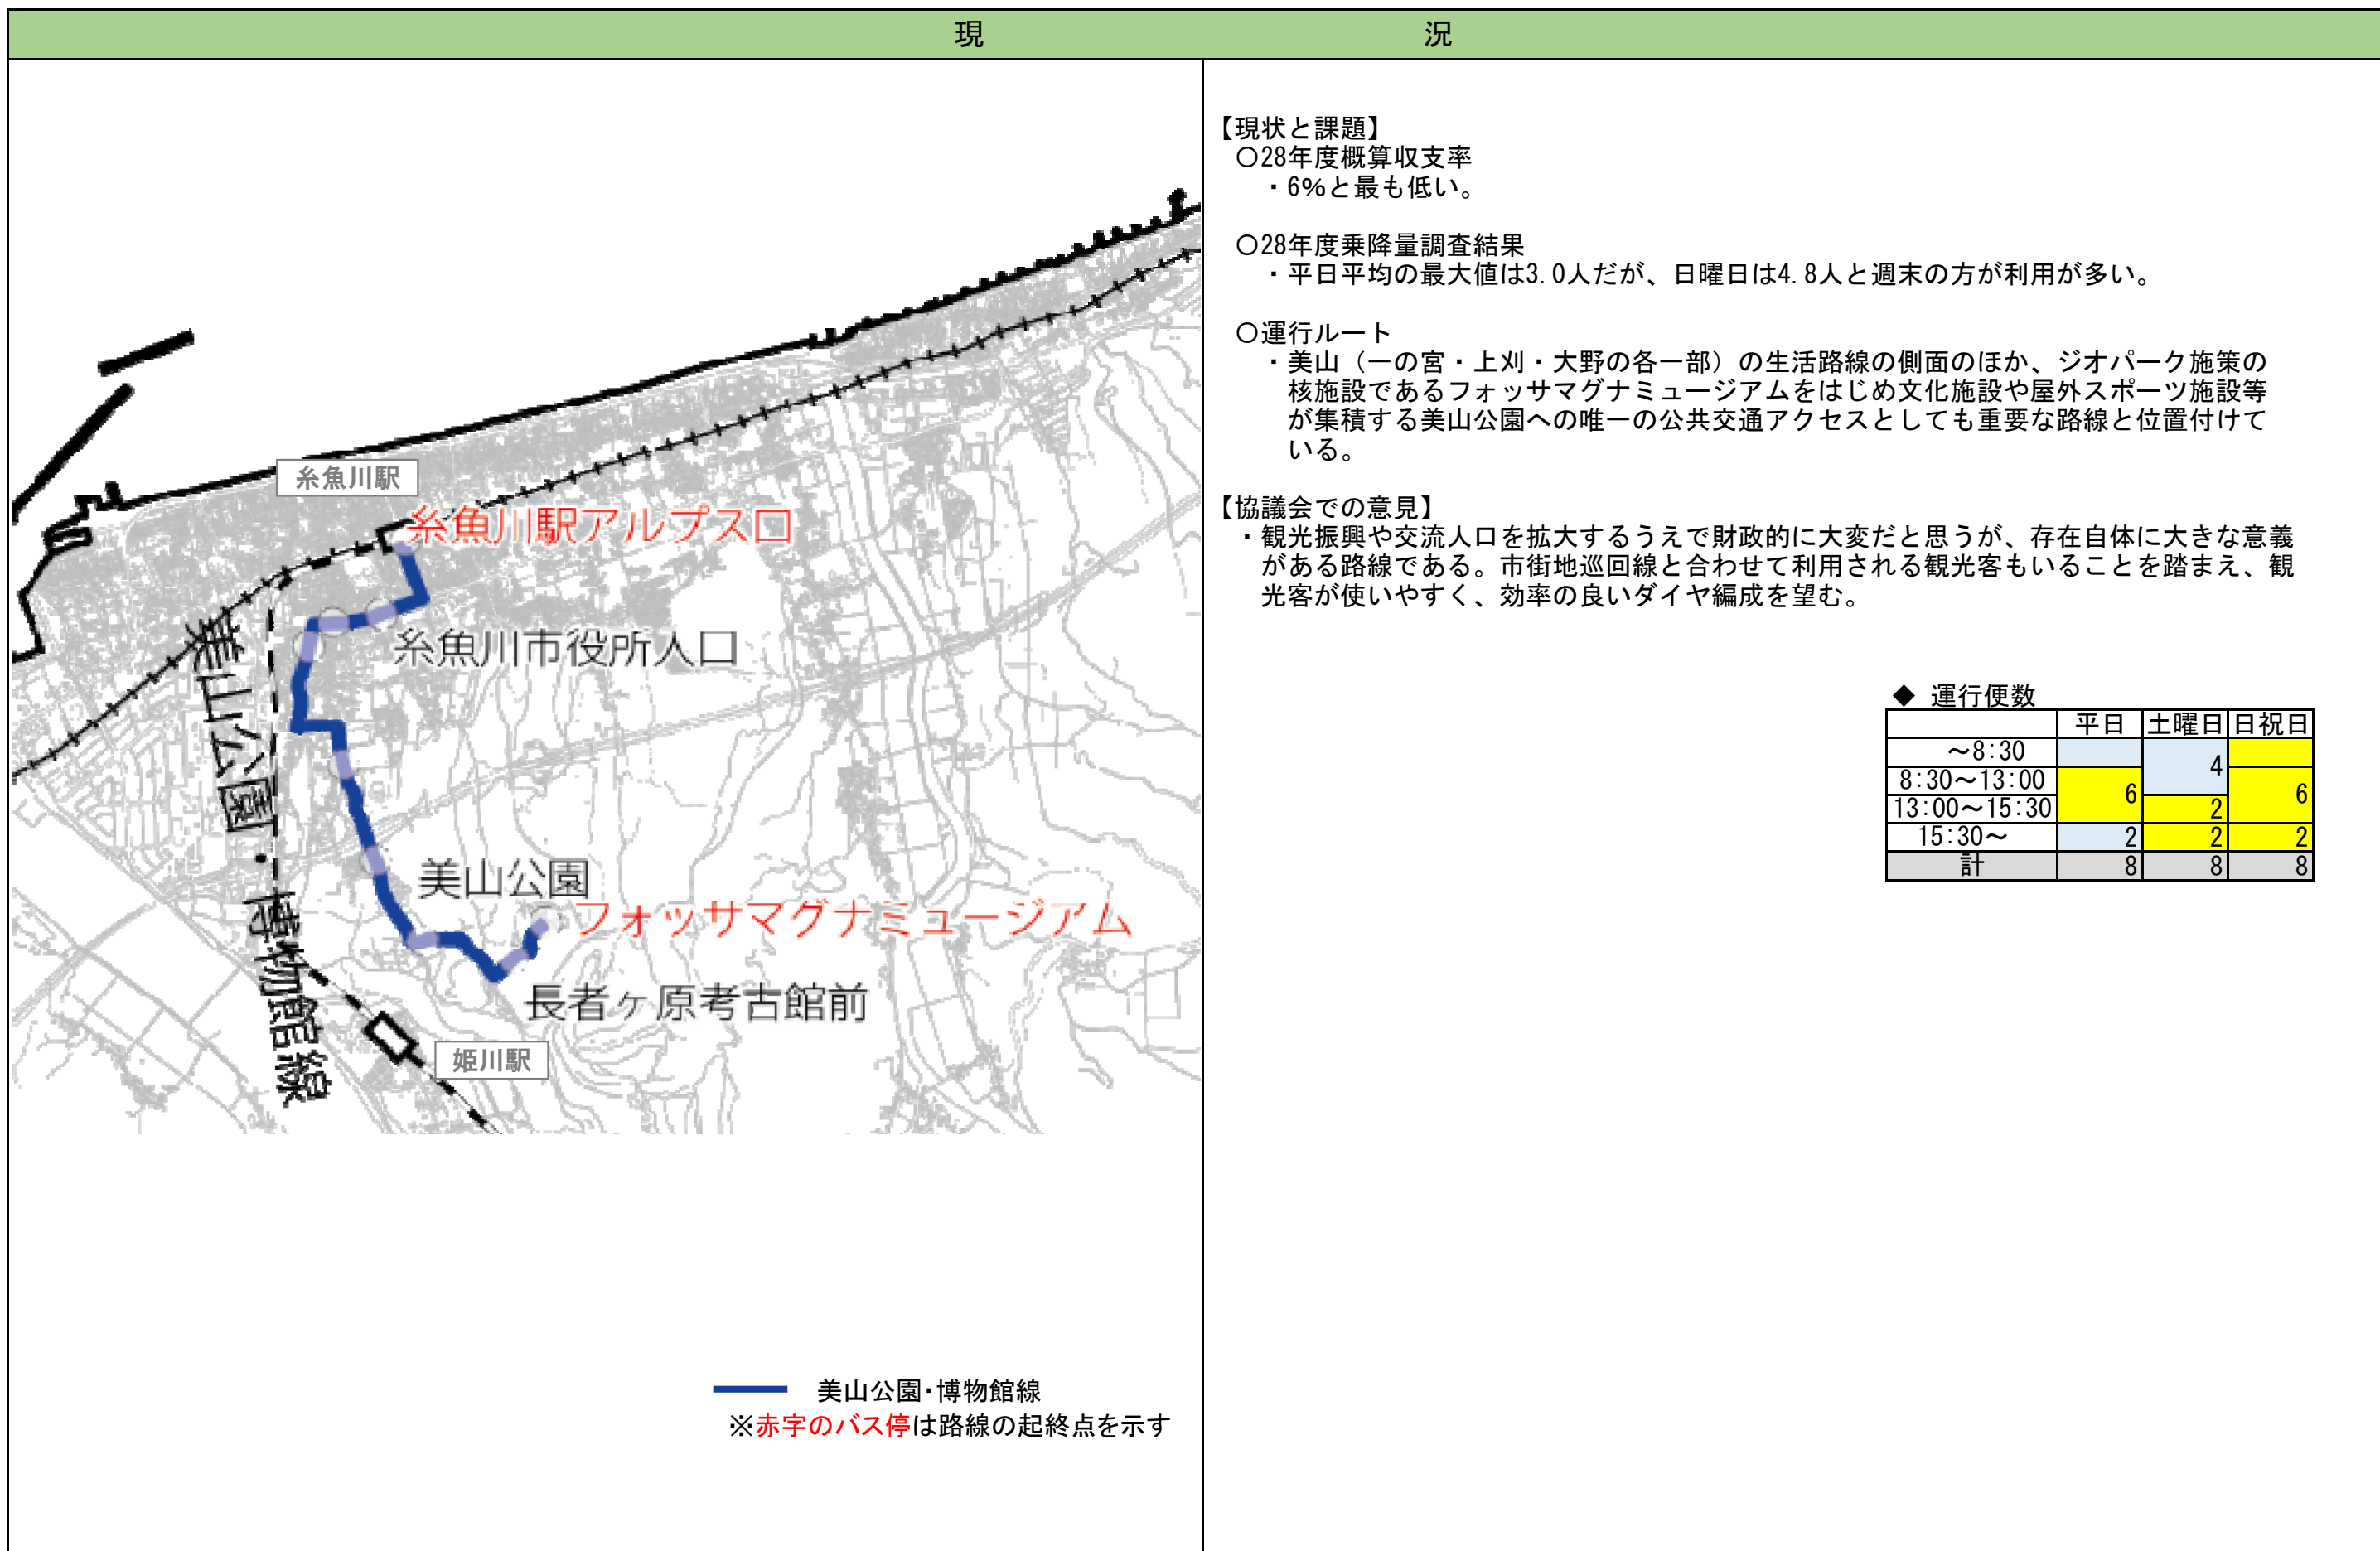 現況
糸魚川駅
糸魚川駅アルプス口
糸魚川市役所入口
美山公園・博物館線
美山公園
フォッサマグナミュージアム
長者ヶ原考古館前
姫川駅
美山公園・博物館線
※赤字のバス停は路線の起終点を示す
【現状と課題】
○28年度概算収支率
・6%と最も低い。
○28年度乗降量調査結果
・平日平均の最大値は3.0人だが、日曜日は4.8人と週末の方が利用が多い。
○運行ルート
・美山（一の宮・上刈・大野の各一部）の生活路線の側面のほか、ジオパーク施策の
核施設であるフォッサマグナミュージアムをはじめ文化施設や屋外スポーツ施設等
が集積する美山公園への唯一の公共交通アクセスとしても重要な路線と位置付けて
いる。
【協議会での意見】
・観光振興や交流人口を拡大するうえで財政的に大変だと思うが、存在自体に大きな意義
がある路線である。市街地巡回線と合わせて利用される観光客もいることを踏まえ、観
光客が使いやすく、効率の良いダイヤ編成を望む。
◆ 運行便数
平日 土曜日 日祝日
～8:30 4
8:30～13:00 6 6
13:00～15:30 2
15:30～ 2 2 2
計 8 8 8